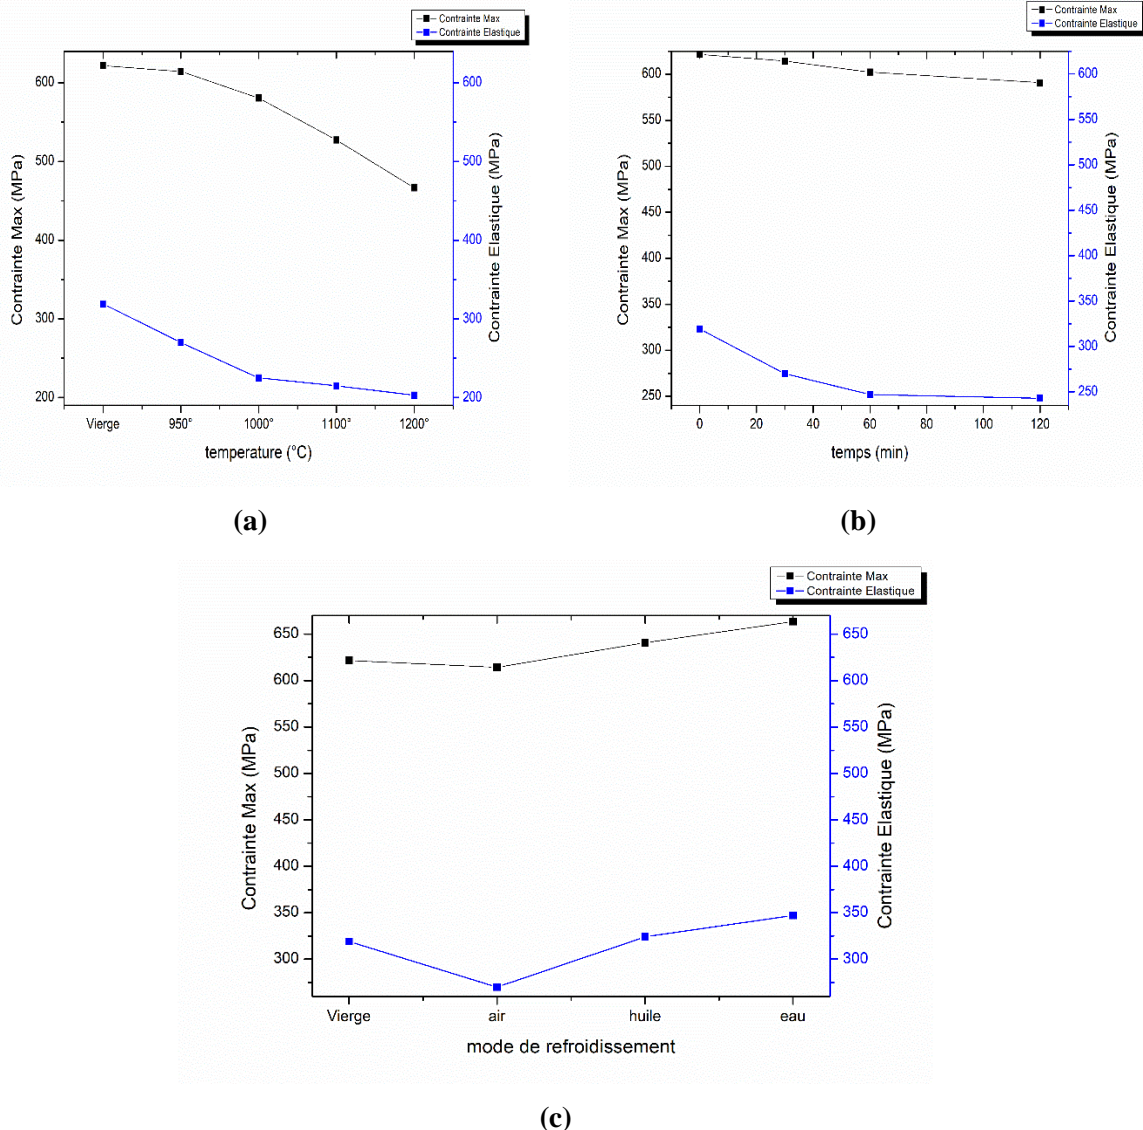 Contrainte Max
Contrainte Elastique
600
500
400
300
200
Contrainte Max (MPa)
600
500
400
300
200
Contrainte Elastique (MPa)
Vierge 950° 1000° 1100° 1200°
temperature (°C)
(a)
Contrainte Max
Contrainte Elastique
600
550
500
450
400
350
300
250
Contrainte Max (MPa)
600
550
500
450
400
350
300
250
Contrainte Elastique (MPa)
0 20 40 60 80 100 120
temps (min)
(b)
Contrainte Max
Contrainte Elastique
650
600
550
500
450
400
350
300
Contrainte Max (MPa)
650
600
550
500
450
400
350
300
Contrainte Elastique (MPa)
Vierge air huile eau
mode de refroidissement
(c)